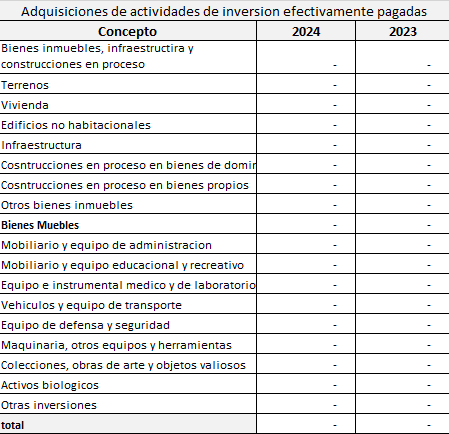 Adquisiciones de actividades de inversion efectivamente pagadas
Concepto 2024 2023
Bienes inmuebles, infraestructira y
construcciones en proceso - -
Terrenos - -
Vivienda - -
Edificios no habitacionales - -
Infraestructura - -
Cosntrucciones en proceso en bienes de domin - -
Cosntrucciones en proceso en bienes propios - -
Otros bienes inmuebles - -
Bienes Muebles - -
Mobiliario y equipo de administracion - -
Mobiliario y equipo educacional y recreativo - -
Equipo e instrumental medico y de laboratorio - -
Vehiculos y equipo de transporte - -
Equipo de defensa y seguridad - -
Maquinaria, otros equipos y herramientas - -
Colecciones, obras de arte y objetos valiosos - -
Activos biologicos - -
Otras inversiones - -
total - -